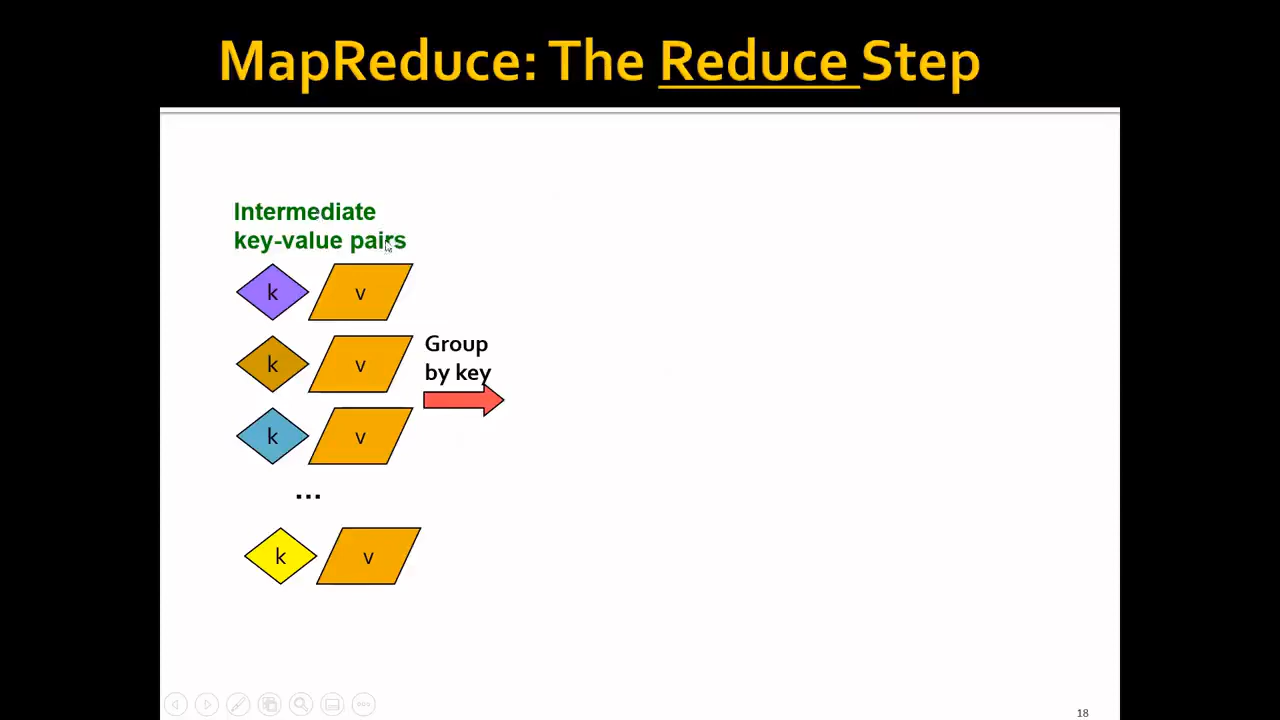 MapReduce: The Reduce Step
Intermediate
key-value pairs
k v
k v
Group
by key
k v
...
k v
18